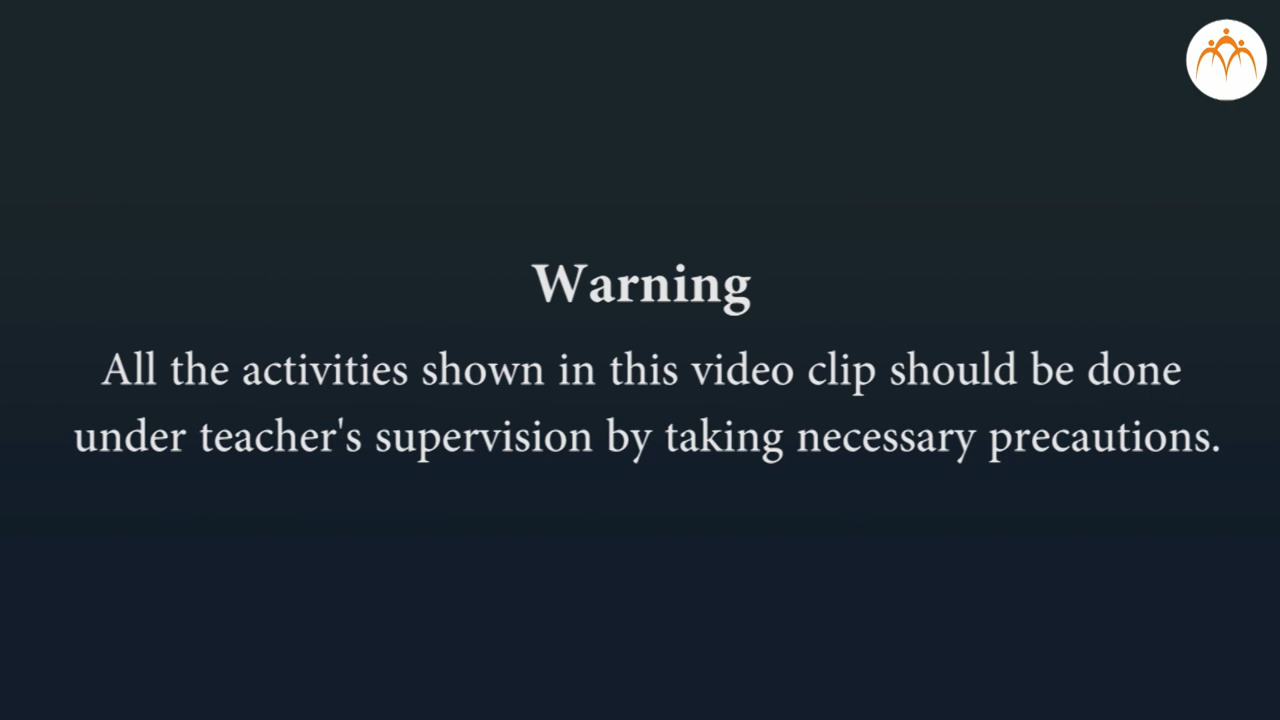 Warning
All the activities shown in this video clip should be done
under teacher's supervision by taking necessary precautions.